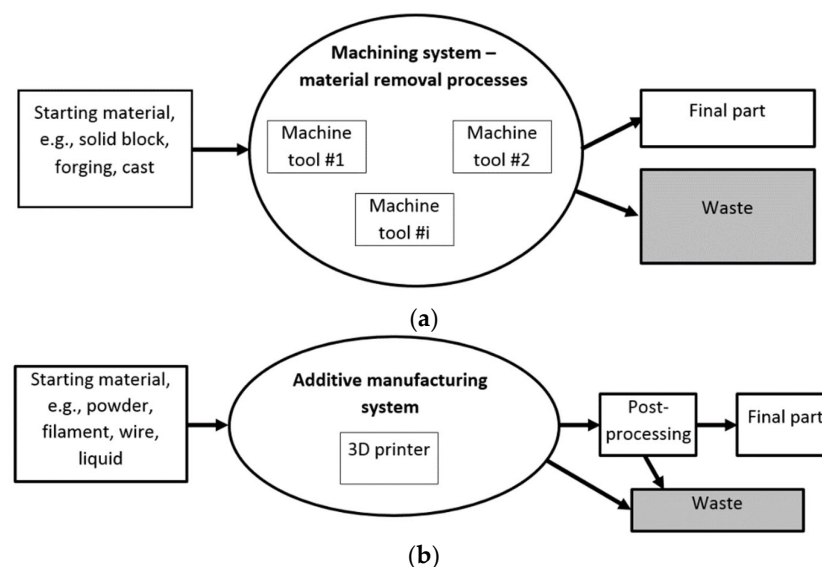 Machining system –
material removal processes
Starting material,
e.g., solid block,
forging, cast
Machine
tool #1
Machine
tool #2
Machine
tool #i
Final part
Waste
(a)
Starting material,
e.g., powder,
filament, wire,
liquid
Additive manufacturing
system
3D printer
Post-
processing
Final part
Waste
(b)